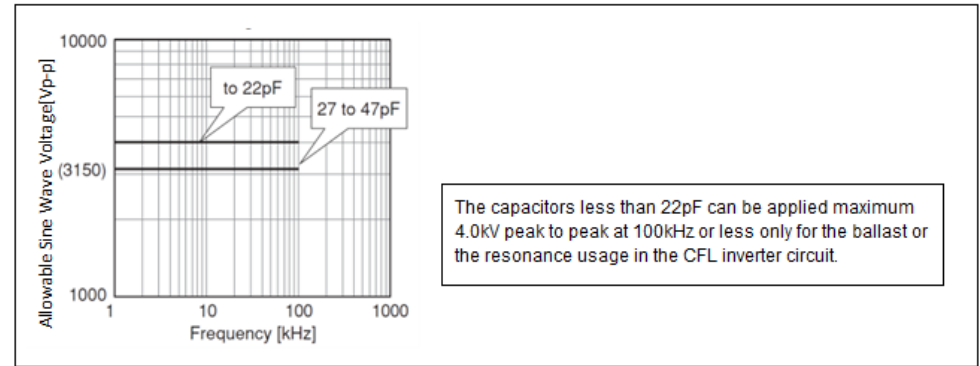 10000
to 22pF
27 to 47pF
(3150)
1000
1
10
100
1000
Frequency [kHz]
Allowable Sine Wave Voltage[Vp-p]
The capacitors less than 22pF can be applied maximum
4.0kV peak to peak at 100kHz or less only for the ballast or
the resonance usage in the CFL inverter circuit.